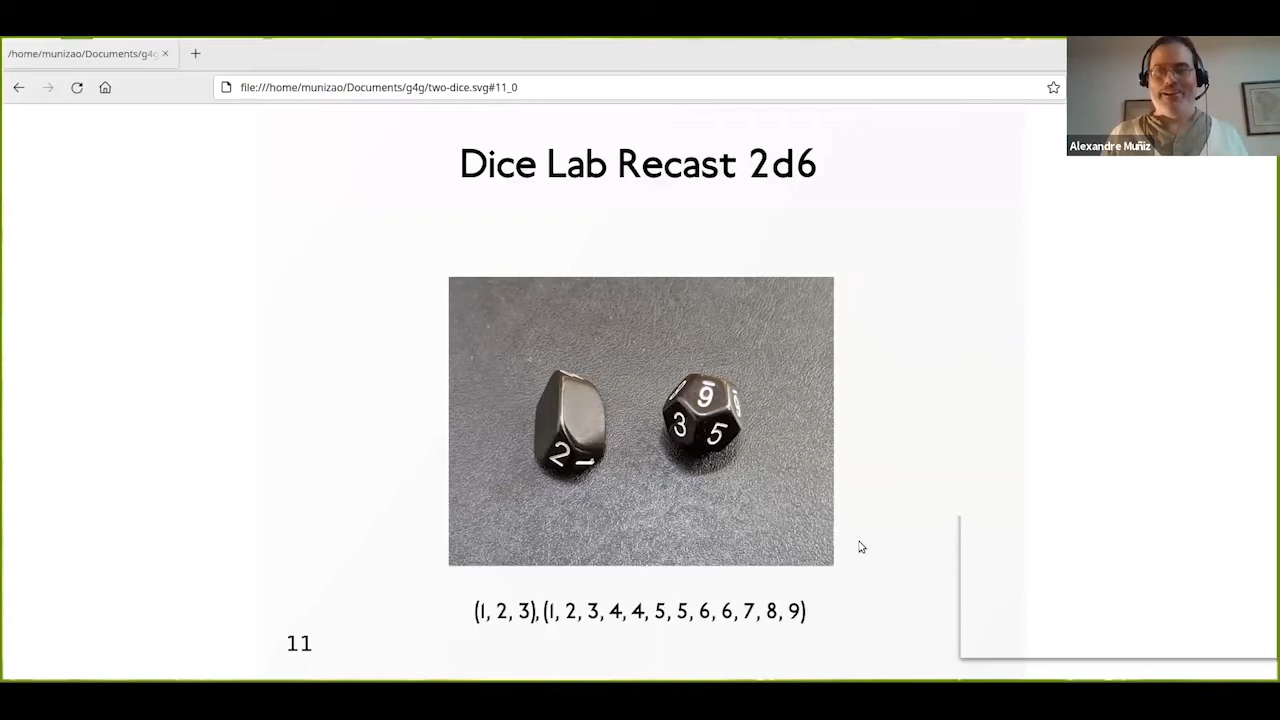 /home/munizao/Documents/g4g
file:///home/munizao/Documents/g4g/two-dice.svg#11_0
Alexandre Muñiz
Dice Lab Recast 2d6
9
3 5
2 1
(1, 2, 3), (1, 2, 3, 4, 4, 5, 5, 6, 6, 7, 8, 9)
11